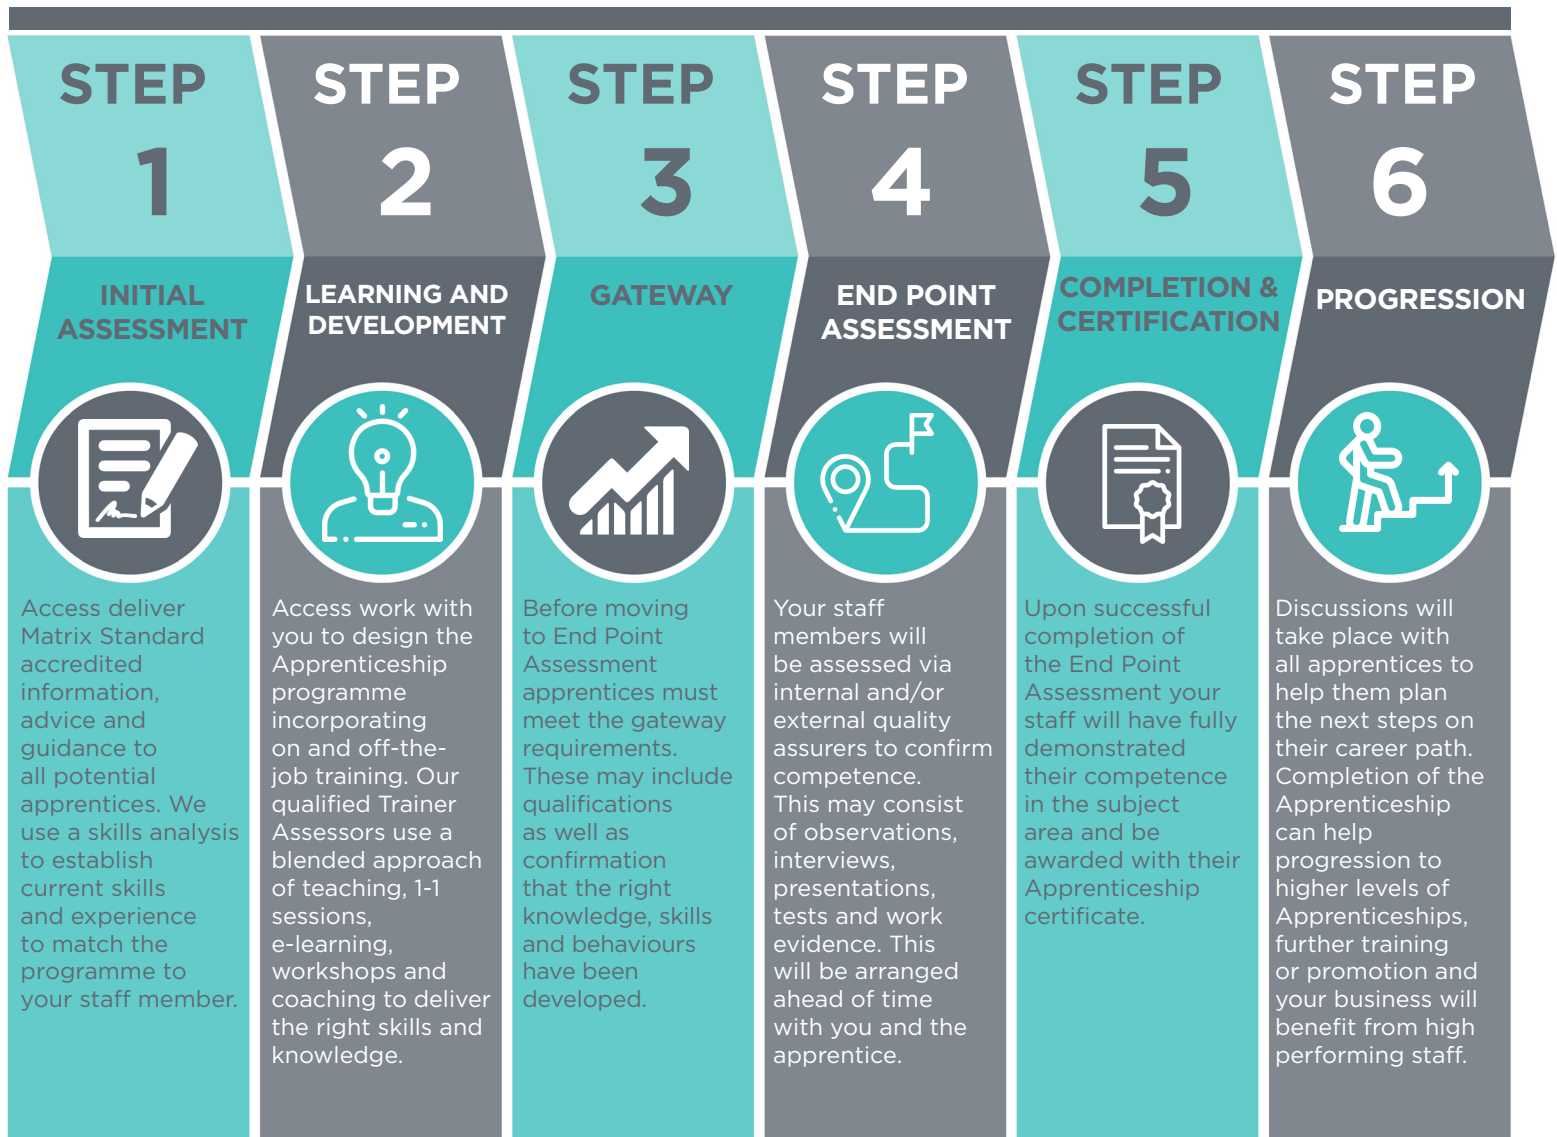 STEP
1
INITIAL
ASSESSMENT
Access deliver
Matrix Standard
accredited
information,
advice and
guidance to
all potential
apprentices. We
use a skills analysis
to establish
current skills
and experience
to match the
programme to
your staff member.
STEP
2
LEARNING AND
DEVELOPMENT
Access work with
you to design the
Apprenticeship
programme
incorporating
on and off-the-
job training. Our
qualified Trainer
Assessors use a
blended approach
of teaching, 1-1
sessions,
e-learning,
workshops and
coaching to deliver
the right skills and
knowledge.
STEP
3
GATEWAY
Before moving
to End Point
Assessment
apprentices must
meet the gateway
requirements.
These may include
qualifications
as well as
confirmation
that the right
knowledge, skills
and behaviours
have been
developed.
STEP
4
END POINT
ASSESSMENT
Your staff
members will
be assessed via
internal and/or
external quality
assurers to confirm
competence.
This may consist
of observations,
interviews,
presentations,
tests and work
evidence. This
will be arranged
ahead of time
with you and the
apprentice.
STEP
5
COMPLETION &
CERTIFICATION
Upon successful
completion of
the End Point
Assessment your
staff will have fully
demonstrated
their competence
in the subject
area and be
awarded with their
Apprenticeship
certificate.
STEP
6
PROGRESSION
Discussions will
take place with
all apprentices to
help them plan
the next steps on
their career path.
Completion of the
Apprenticeship
can help
progression to
higher levels of
Apprenticeships,
further training
or promotion and
your business will
benefit from high
performing staff.